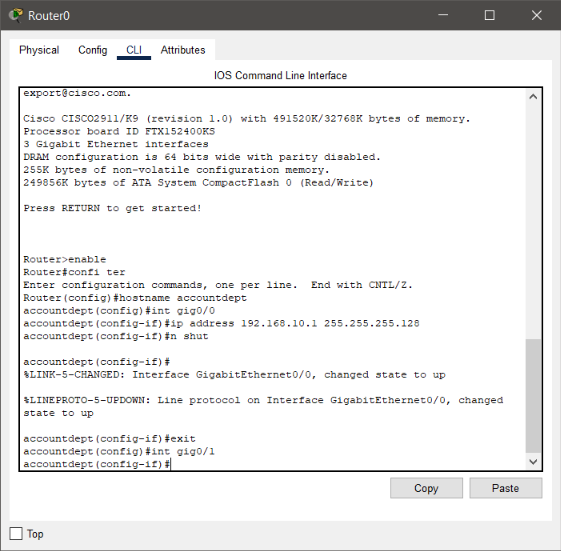 Router0
Physical Config CLI Attributes
IOS Command Line Interface
export@cisco.com.
Cisco CISCO2911/K9 (revision 1.0) with 491520K/32768K bytes of memory.
Processor board ID FTX152400KS
3 Gigabit Ethernet interfaces
DRAM configuration is 64 bits wide with parity disabled.
255K bytes of non-volatile configuration memory.
249856K bytes of ATA System CompactFlash 0 (Read/Write)
Press RETURN to get started!
Router>enable
Router#confi ter
Enter configuration commands, one per line.  End with CNTL/Z.
Router(config)#hostname accountdept
accountdept(config)#int gig0/0
accountdept(config-if)#ip address 192.168.10.1 255.255.255.128
accountdept(config-if)#n shut
accountdept(config-if)#
%LINK-5-CHANGED: Interface GigabitEthernet0/0, changed state to up
%LINEPROTO-5-UPDOWN: Line protocol on Interface GigabitEthernet0/0, changed
state to up
accountdept(config-if)#exit
accountdept(config)#int gig0/1
accountdept(config-if)#
Copy Paste
Top